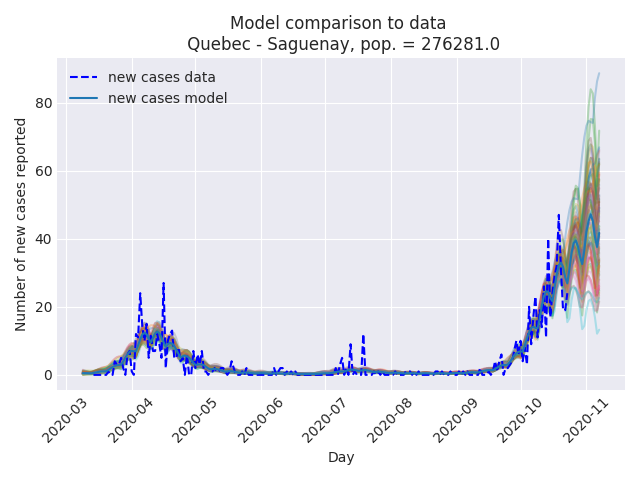 Model comparison to data
Quebec - Saguenay, pop. = 276281.0
new cases data
new cases model
Number of new cases reported
80
60
40
20
0
2020-03
2020-04
2020-05
2020-06
2020-07
2020-08
2020-09
2020-10
2020-11
Day